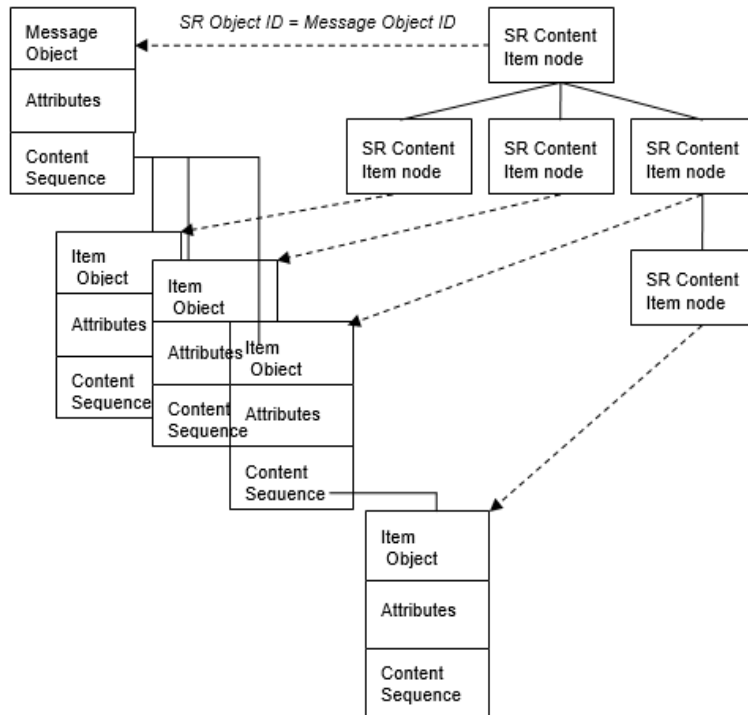 Message
Object
Attributes
Content
Sequence
SR Object ID = Message Object ID
SR Content
Item node
SR Content
Item node
SR Content
Item node
SR Content
Item node
SR Content
Item node
Item
Object
Attributes
Content
Sequence
Item
Object
Attributes
Content
Sequence
Item
Object
Attributes
Content
Sequence
Item
Object
Attributes
Content
Sequence